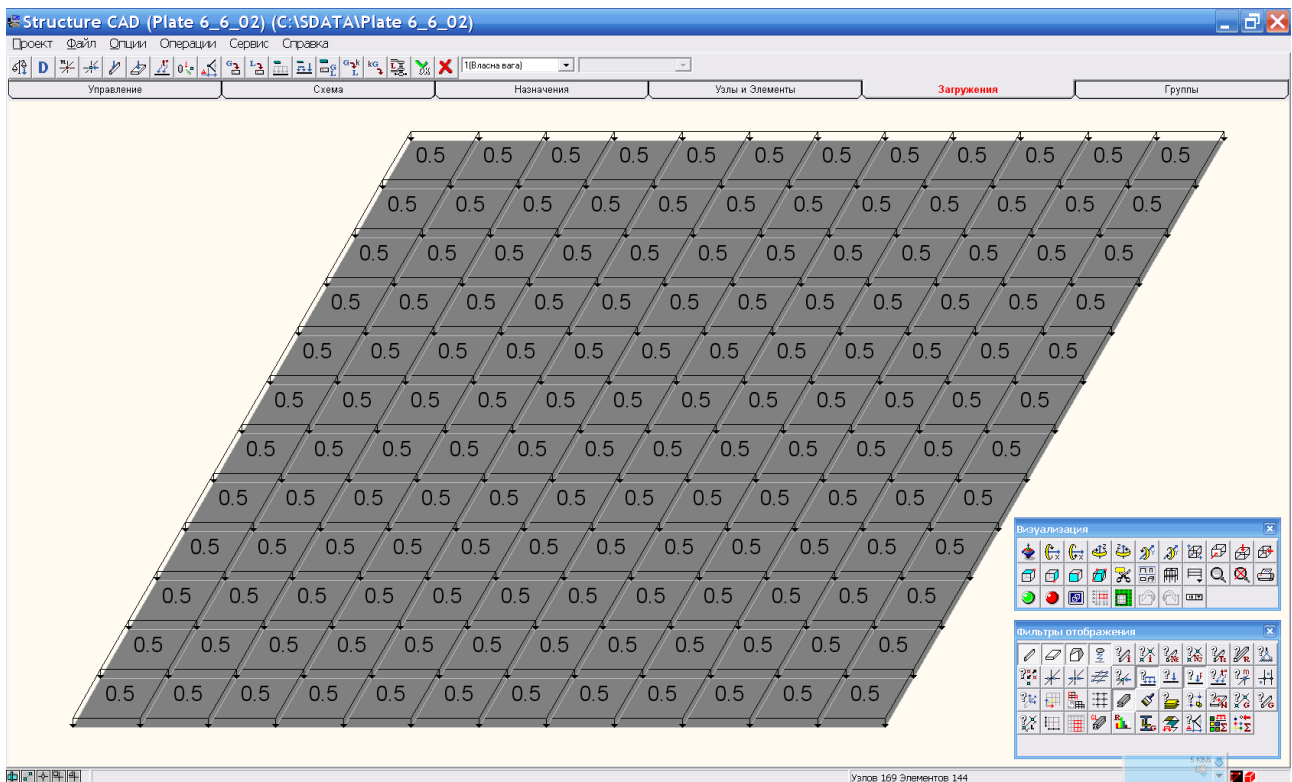 Structure CAD (Plate 6_6_02) (C:\SDATA\Plate 6_6_02)
Проект Файл Опции Операции Сервис Справка
1(Власна вага)
Управление Схема Назначения Узлы и Элементы Загружения Группы
0.5 0.5 0.5 0.5 0.5 0.5 0.5 0.5 0.5 0.5 0.5 0.5
0.5 0.5 0.5 0.5 0.5 0.5 0.5 0.5 0.5 0.5 0.5 0.5
0.5 0.5 0.5 0.5 0.5 0.5 0.5 0.5 0.5 0.5 0.5 0.5
0.5 0.5 0.5 0.5 0.5 0.5 0.5 0.5 0.5 0.5 0.5 0.5
0.5 0.5 0.5 0.5 0.5 0.5 0.5 0.5 0.5 0.5 0.5 0.5
0.5 0.5 0.5 0.5 0.5 0.5 0.5 0.5 0.5 0.5 0.5 0.5
0.5 0.5 0.5 0.5 0.5 0.5 0.5 0.5 0.5 0.5 0.5 0.5
0.5 0.5 0.5 0.5 0.5 0.5 0.5 0.5 0.5 0.5 0.5 0.5
0.5 0.5 0.5 0.5 0.5 0.5 0.5 0.5 0.5 0.5 0.5 0.5
0.5 0.5 0.5 0.5 0.5 0.5 0.5 0.5 0.5 0.5 0.5 0.5
0.5 0.5 0.5 0.5 0.5 0.5 0.5 0.5 0.5 0.5 0.5 0.5
0.5 0.5 0.5 0.5 0.5 0.5 0.5 0.5 0.5 0.5 0.5 0.5
Визуализация
Фильтры отображения
5 KB/s
Узлов 169 Элементов 144